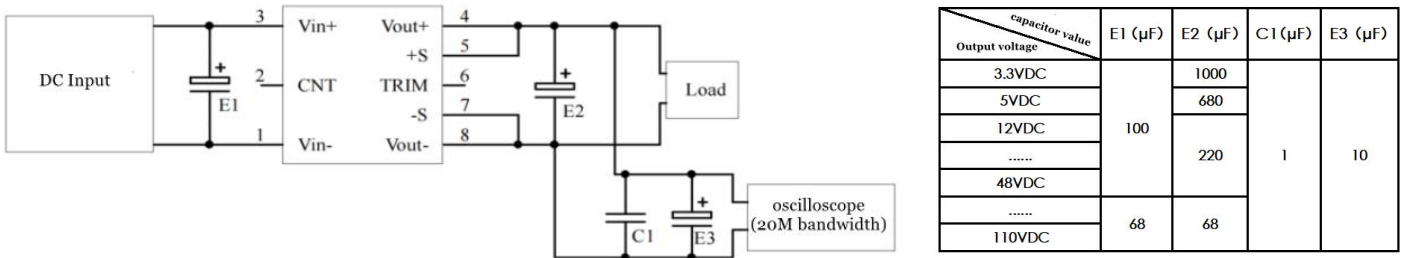 3 Vin+ Vout+ 4
+S 5
DC Input + E1 2 CNT TRIM 6 + E2 Load
-S 7
1 Vin- Vout- 8
C1 + E3 oscilloscope
(20M bandwidth)
capacitor value
Output voltage E1 (μF) E2 (μF) C1(μF) E3 (μF)
3.3VDC 1000
5VDC 680
12VDC 100
...... 220 1 10
48VDC
...... 68 68
110VDC